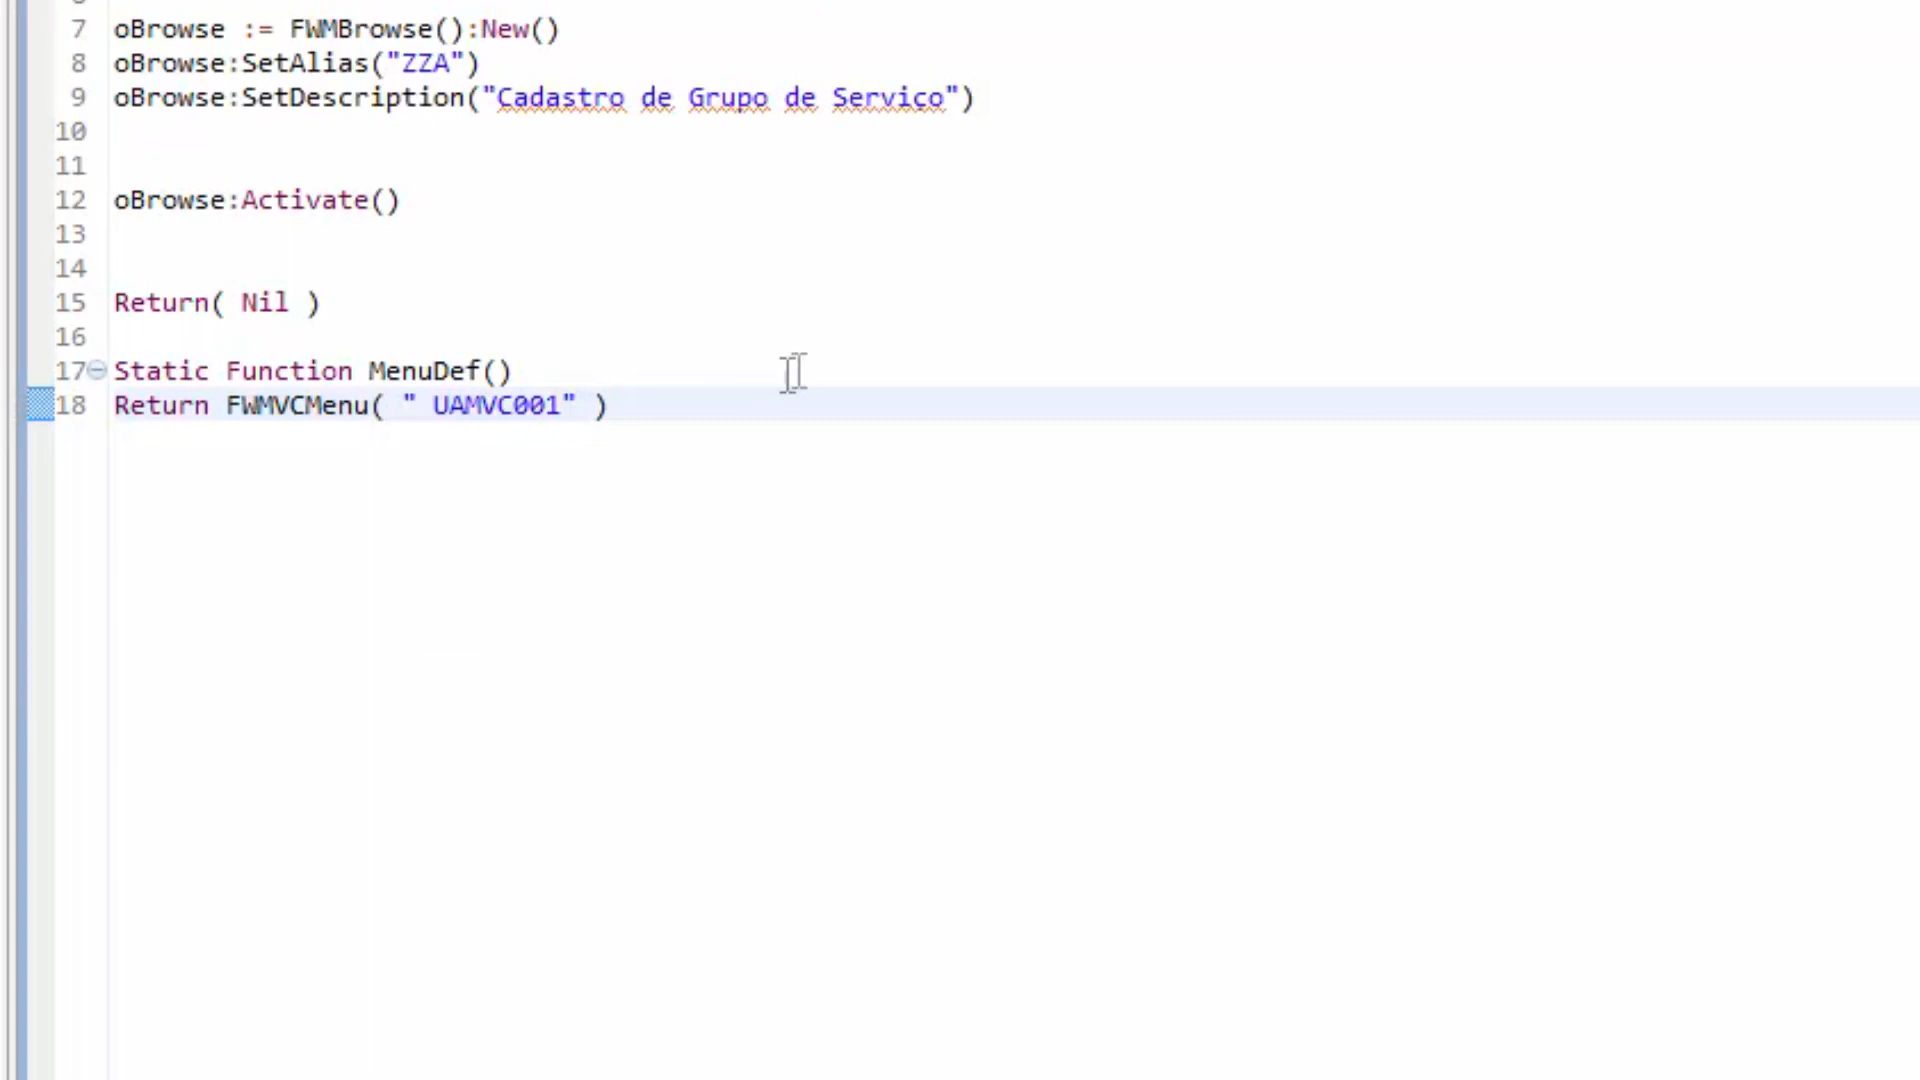 7 oBrowse := FWMBrowse():New()
8 oBrowse:SetAlias("ZZA")
9 oBrowse:SetDescription("Cadastro de Grupo de Servico")
10
11
12 oBrowse:Activate()
13
14
15 Return( Nil )
16
17 Static Function MenuDef()
18 Return FWMVCMenu( " UAMVC001" )